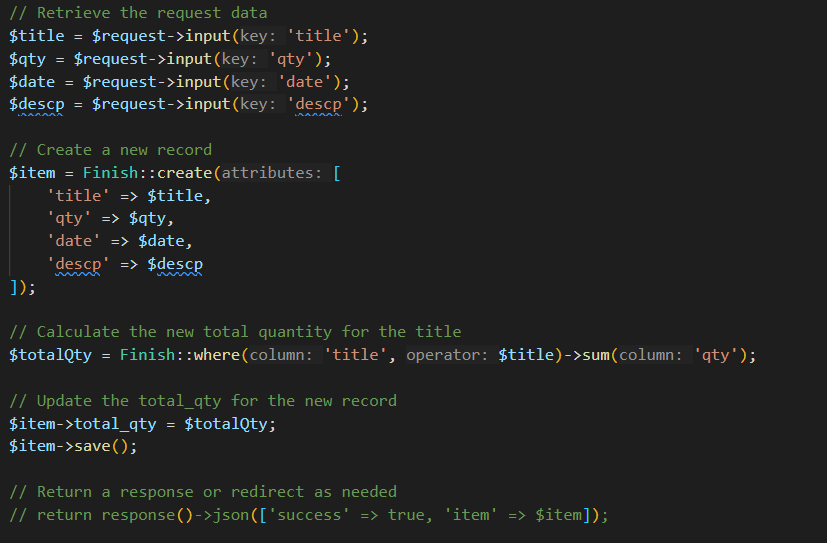 // Retrieve the request data
$title = $request->input(key: 'title');
$qty = $request->input(key: 'qty');
$date = $request->input(key: 'date');
$descp = $request->input(key: 'descp');
// Create a new record
$item = Finish::create(attributes: [
    'title' => $title,
    'qty' => $qty,
    'date' => $date,
    'descp' => $descp
]);
// Calculate the new total quantity for the title
$totalQty = Finish::where(column: 'title', operator: $title)->sum(column: 'qty');
// Update the total_qty for the new record
$item->total_qty = $totalQty;
$item->save();
// Return a response or redirect as needed
// return response()->json(['success' => true, 'item' => $item]);